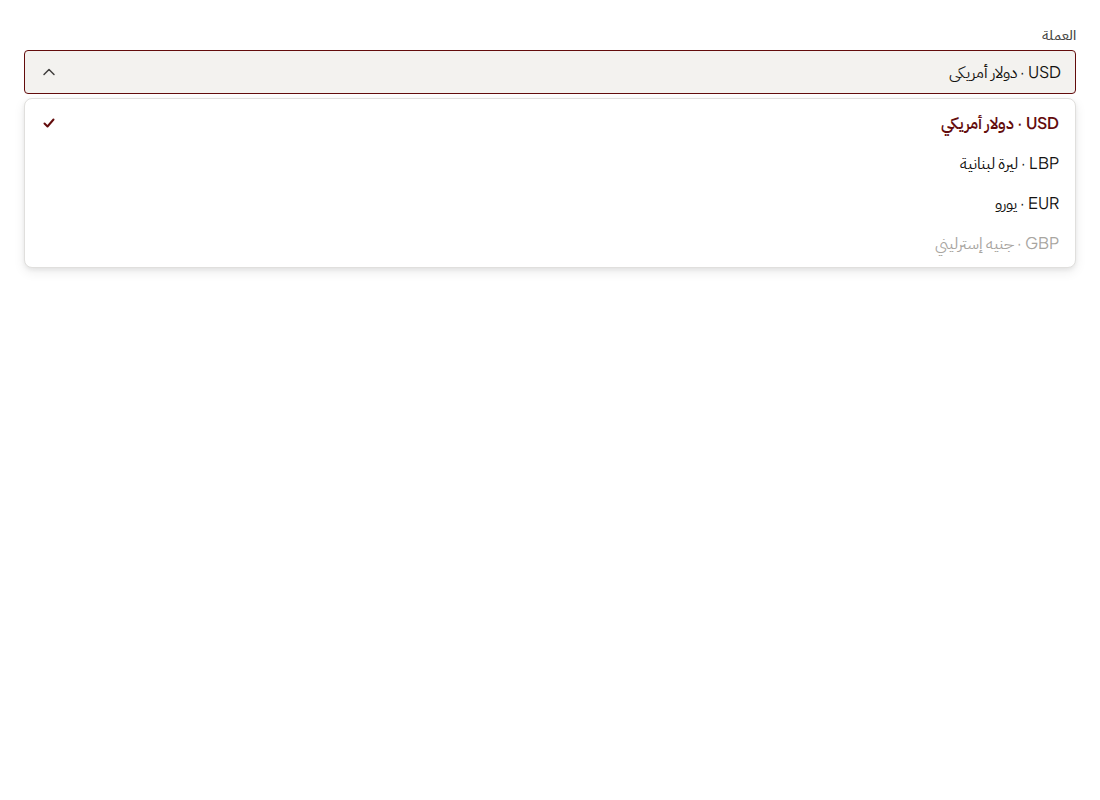 العملة
USD · دولار أمريكي
USD · دولار أمريكي
LBP · ليرة لبنانية
EUR · يورو
GBP · جنيه إسترليني